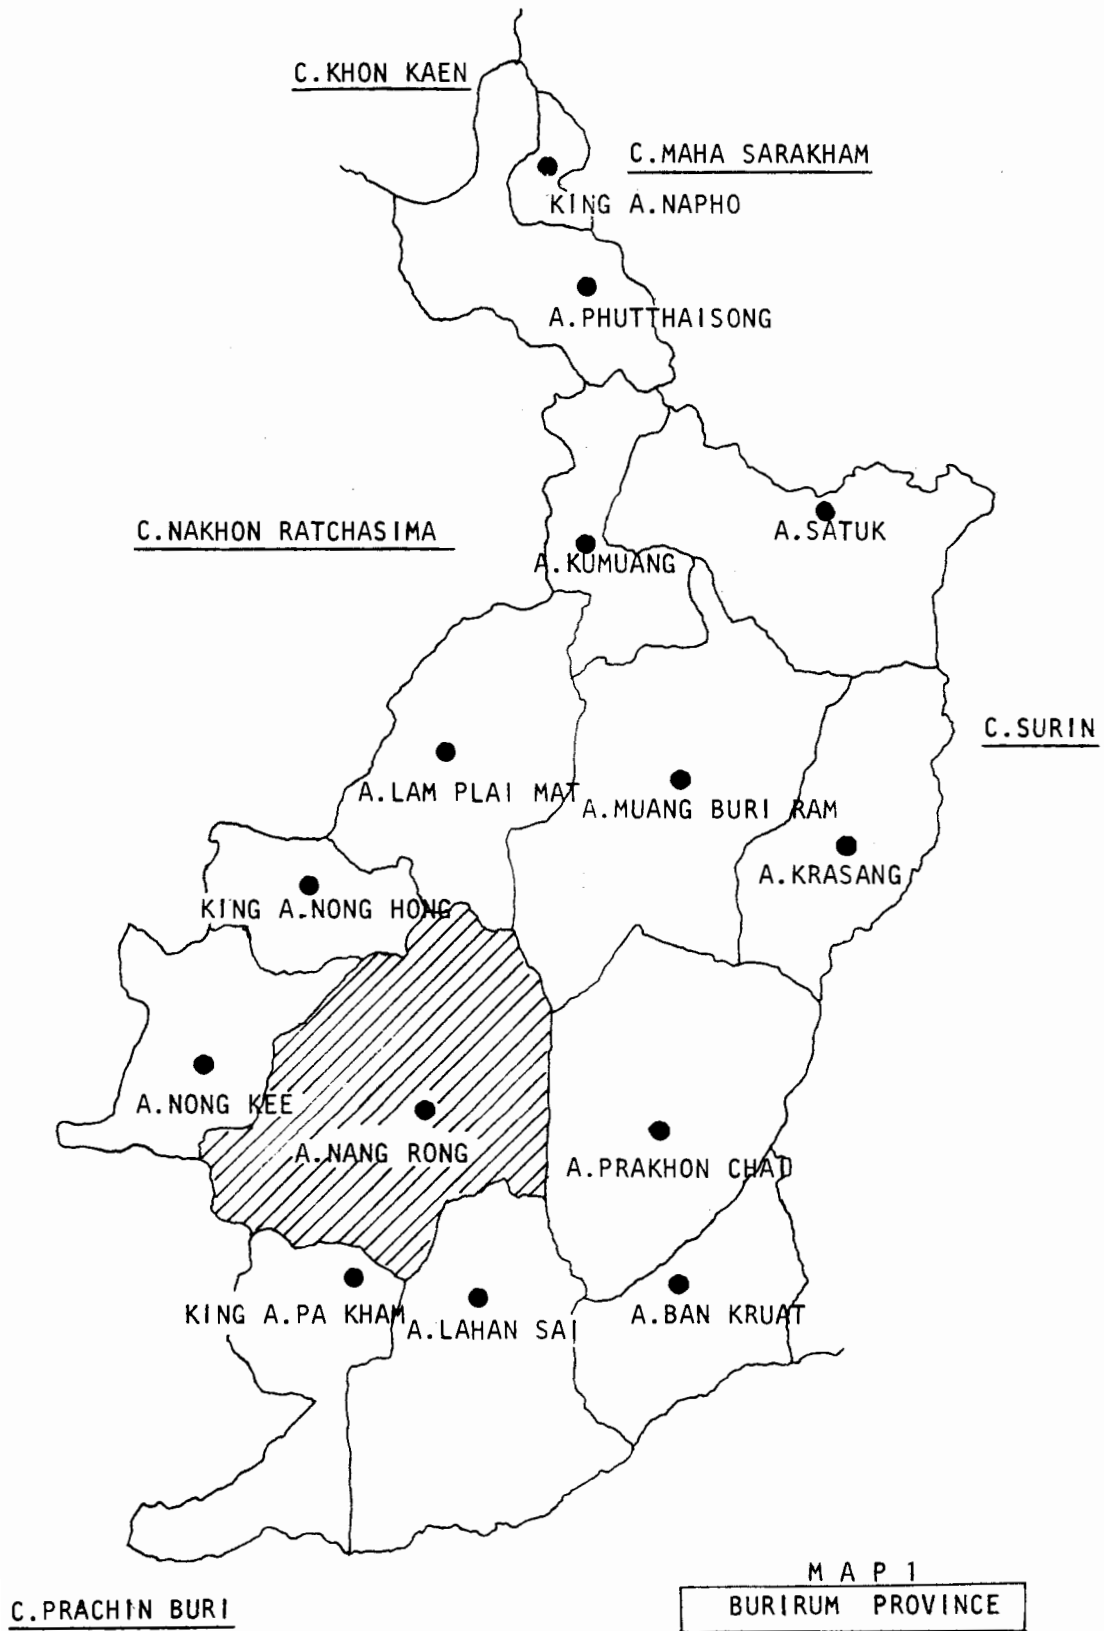 C.KHON KAEN
C.MAHA SARAKHAM
KING A.NAPHO
A.PHUTTHAISONG
C.NAKHON RATCHASIMA
A.SATUK
A.KUMUANG
C.SURIN
A.LAM PLAI MAT
A.MUANG BURI RAM
A.KRASANG
KING A.NONG HONG
A.NONG KEE
A.NANG RONG
A.PRAKHON CHAD
KING A.PA KHAM
A.LAHAN SAI
A.BAN KRUAT
MAP 1
BURIRUM PROVINCE
C.PRACHIN BURI